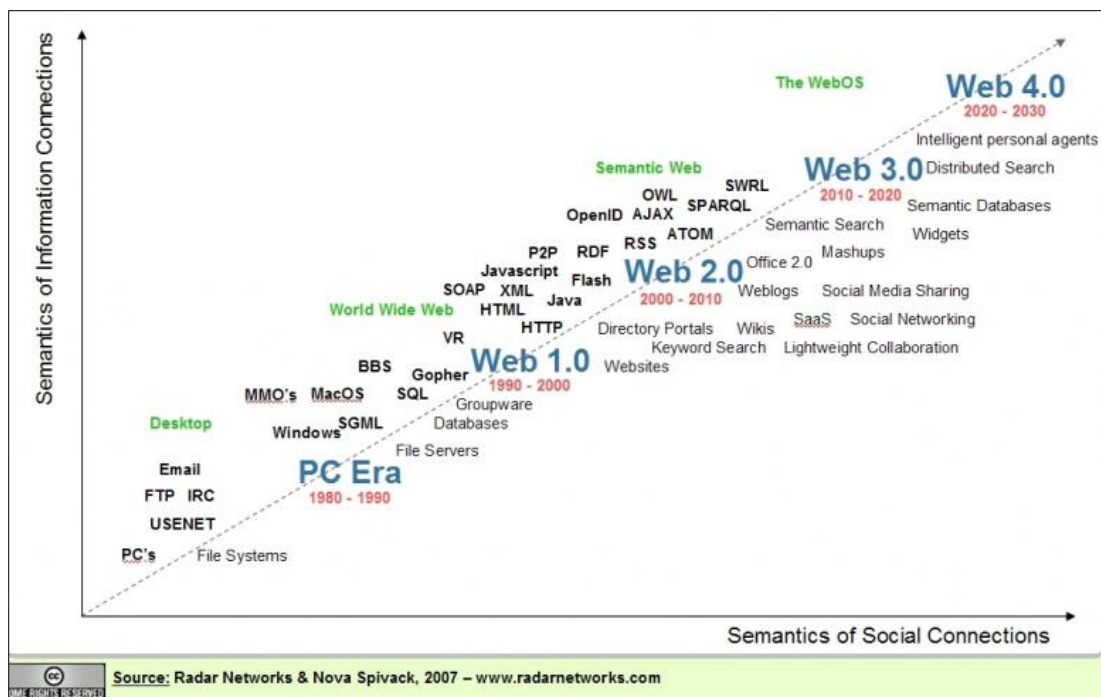 Semantics of Information Connections
The WebOS
Web 4.0
2020 - 2030
Intelligent personal agents
Semantic Web
Web 3.0
2010 - 2020
Distributed Search
SWRL
OWL
SPARQL
Semantic Databases
OpenID
AJAX
Semantic Search
Widgets
ATOM
RSS
P2P
RDF
Mashups
Office 2.0
Javascript
Flash
Web 2.0
2000 - 2010
SOAP
XML
Java
Weblogs
Social Media Sharing
World Wide Web
HTML
HTTP
Directory Portals
Wikis
SaaS
Social Networking
VR
Keyword Search
Lightweight Collaboration
BBS
Gopher
Web 1.0
1990 - 2000
Websites
MMO's
MacOS
SQL
Groupware
Desktop
Windows
SGML
Databases
File Servers
Email
PC Era
1980 - 1990
FTP
IRC
USENET
PC's
File Systems
Semantics of Social Connections
cc
OME RIGHTS RESERVED
Source: Radar Networks & Nova Spivack, 2007 – www.radarnetworks.com